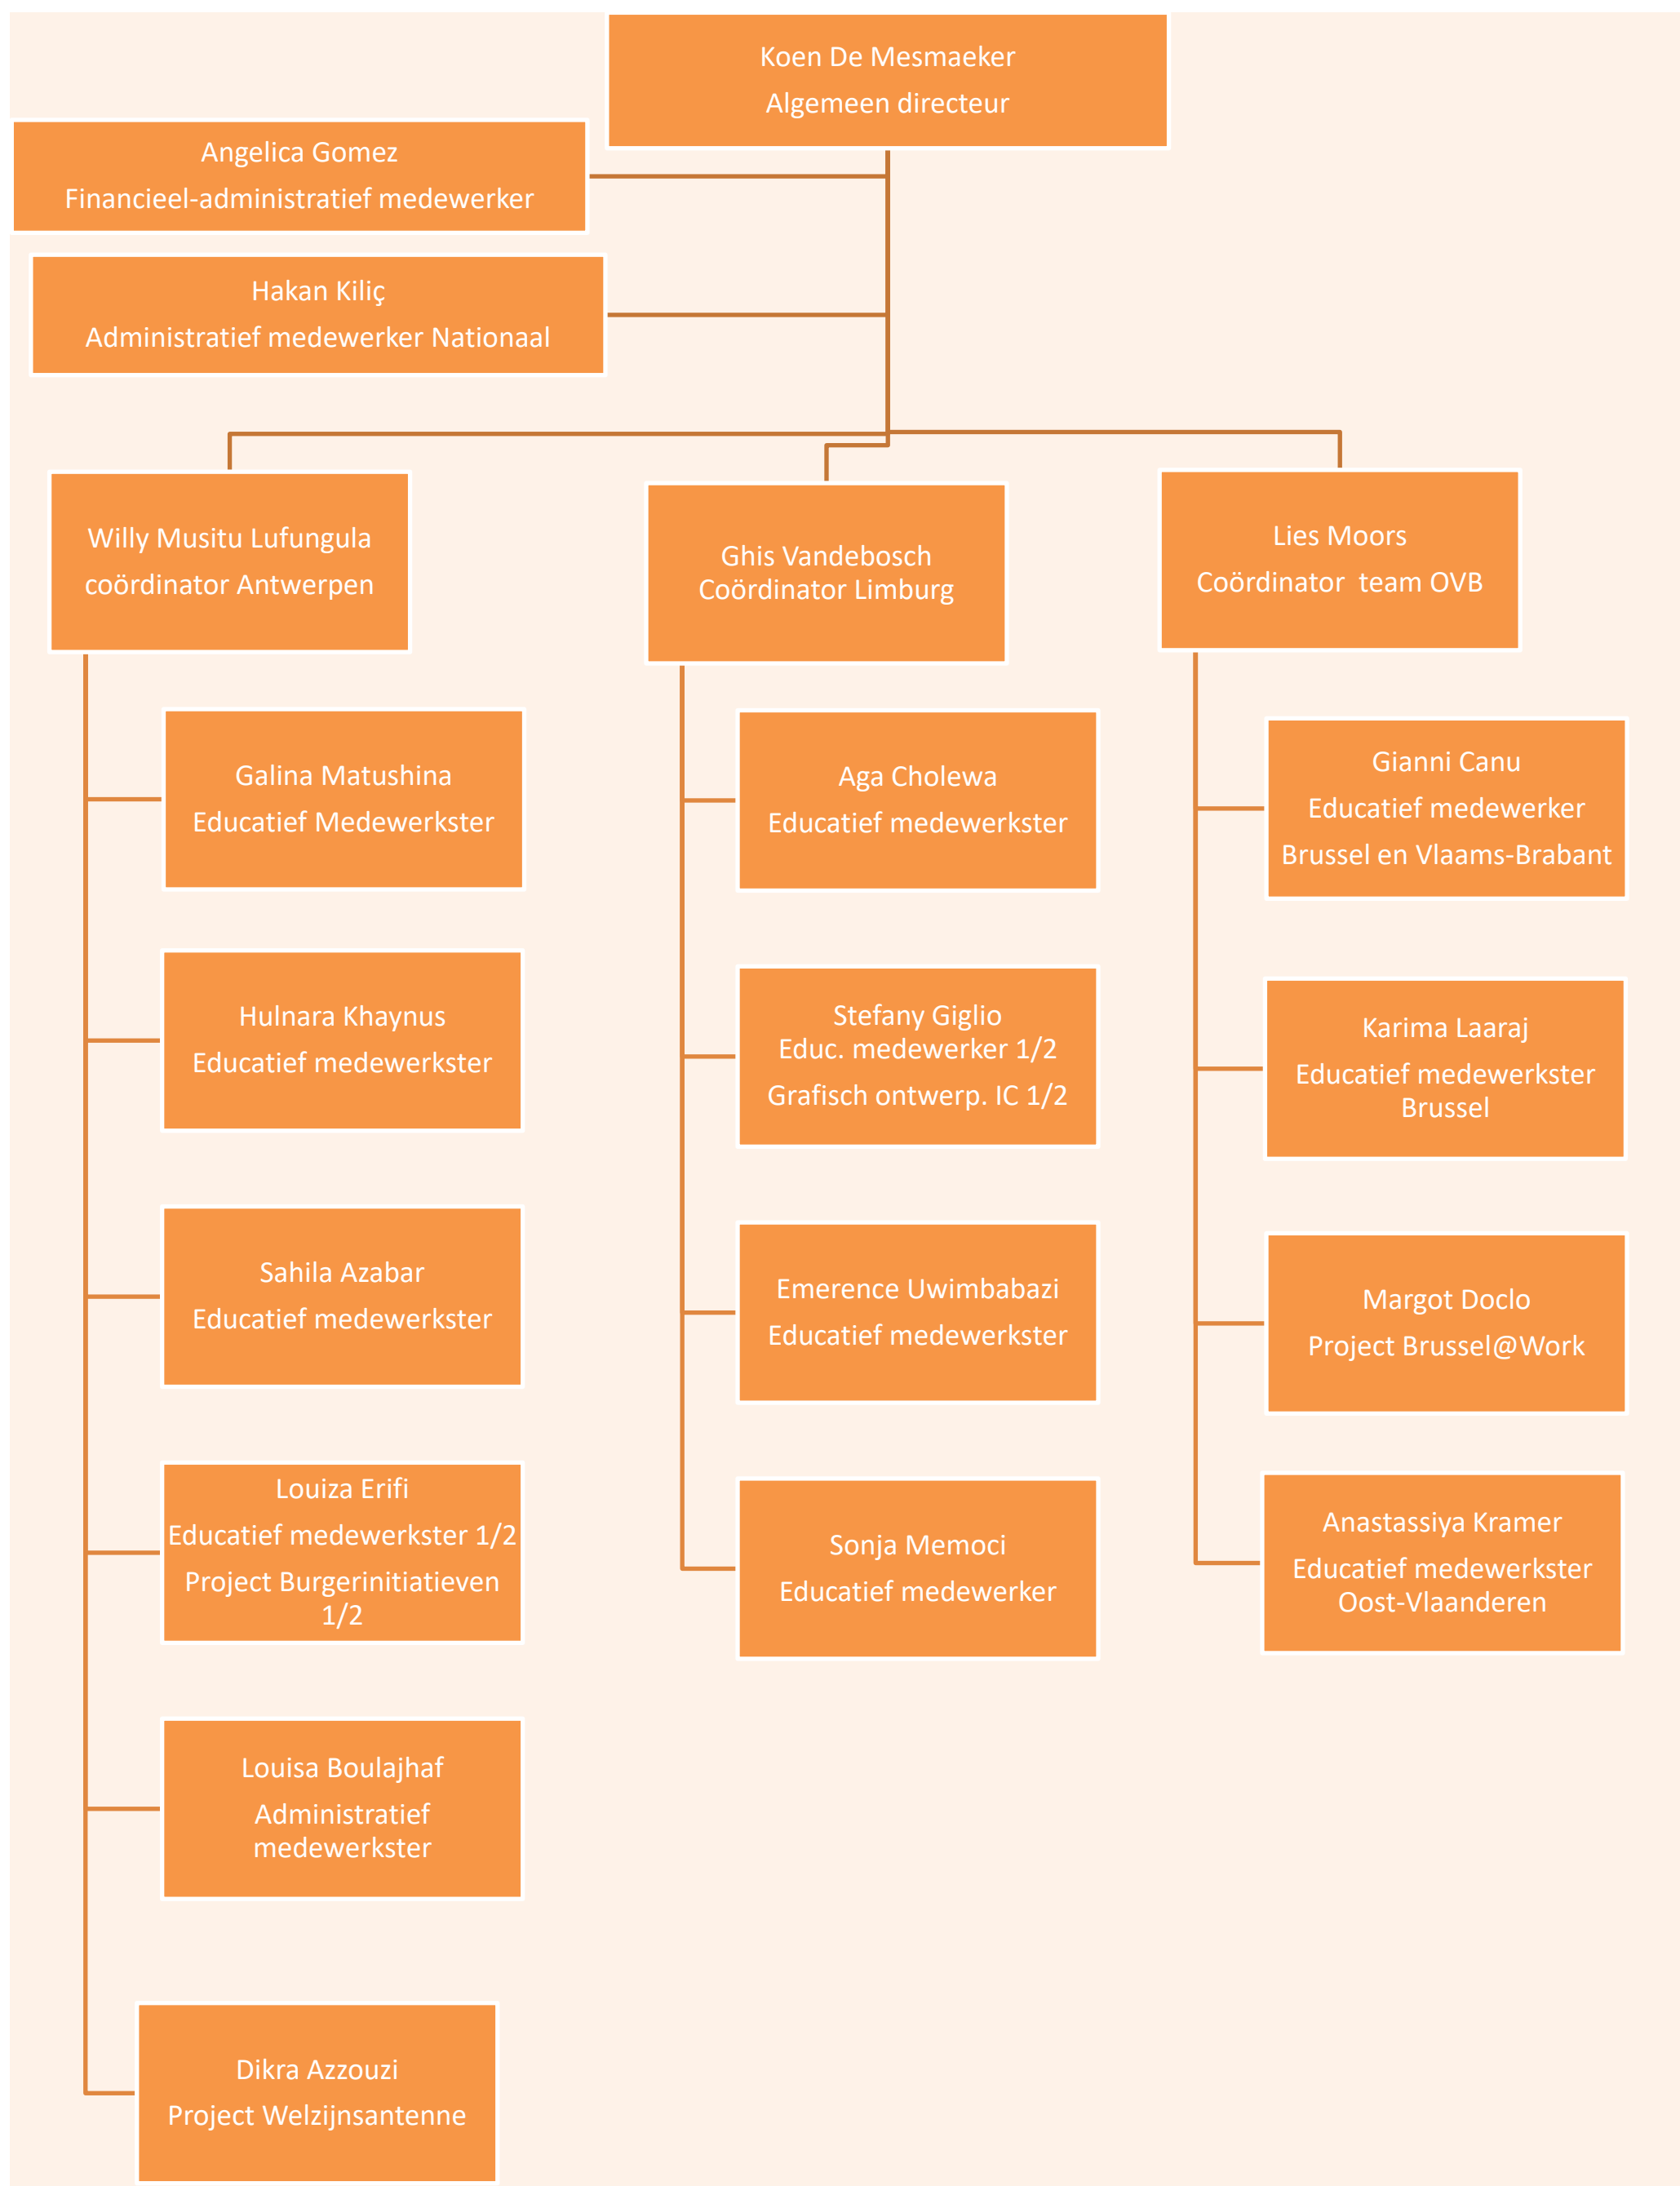 Koen De Mesmaeker
Algemeen directeur
Angelica Gomez
Financieel-administratief medewerker
Hakan Kiliç
Administratief medewerker Nationaal
Willy Musitu Lufungula
coördinator Antwerpen
Galina Matushina
Educatief Medewerkster
Hulnara Khaynus
Educatief medewerkster
Sahila Azabar
Educatief medewerkster
Louiza Erifi
Educatief medewerkster 1/2
Project Burgerinitiatieven
1/2
Louisa Boulajhaf
Administratief
medewerkster
Dikra Azzouzi
Project Welzijnsantenne
Ghis Vandebosch
Coördinator Limburg
Aga Cholewa
Educatief medewerkster
Stefany Giglio
Educ. medewerker 1/2
Grafisch ontwerp. IC 1/2
Emerence Uwimbabazi
Educatief medewerkster
Sonja Memoci
Educatief medewerker
Lies Moors
Coördinator  team OVB
Gianni Canu
Educatief medewerker
Brussel en Vlaams-Brabant
Karima Laaraj
Educatief medewerkster
Brussel
Margot Doclo
Project Brussel@Work
Anastassiya Kramer
Educatief medewerkster
Oost-Vlaanderen